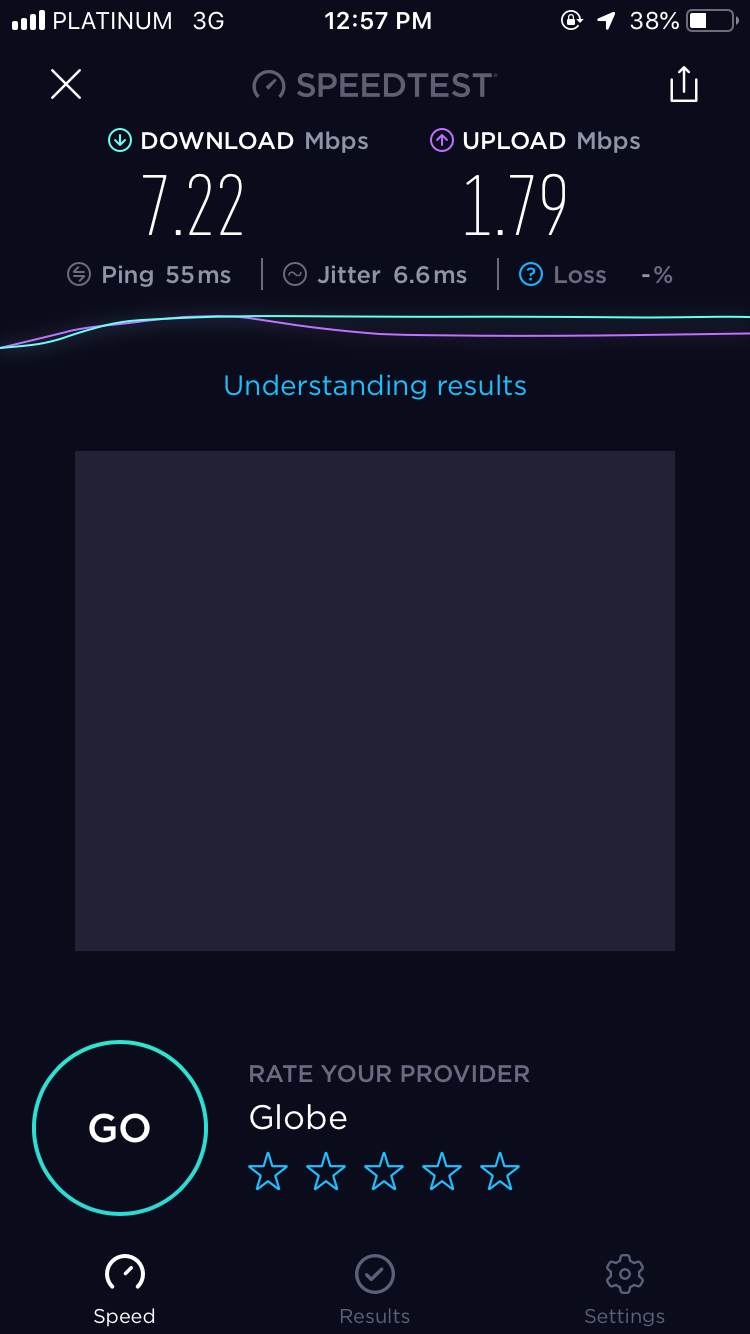 PLATINUM 3G 12:57 PM 38%
SPEEDTEST
DOWNLOAD Mbps UPLOAD Mbps
7.22 1.79
Ping 55ms Jitter 6.6ms ? Loss -%
Understanding results
RATE YOUR PROVIDER
Globe
GO
Speed Results Settings